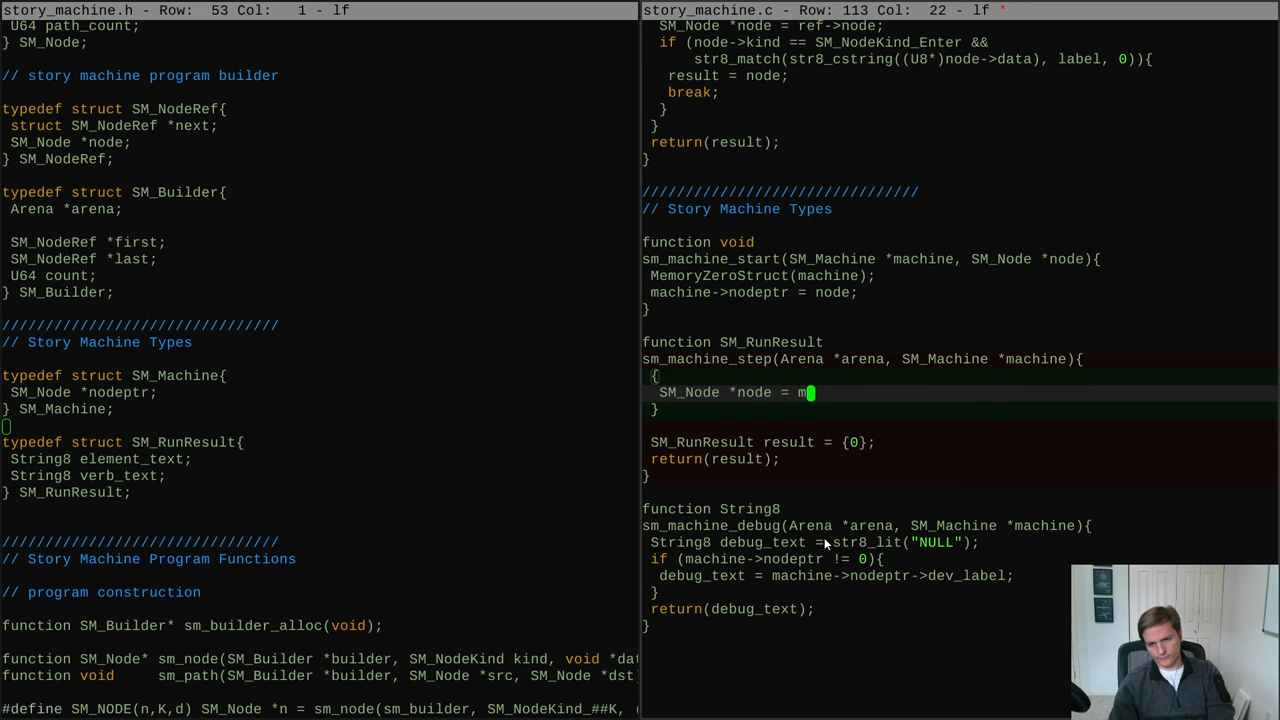 story_machine.h - Row:  53 Col:   1 - lf
 U64 path_count;
} SM_Node;

// story machine program builder

typedef struct SM_NodeRef{
 struct SM_NodeRef *next;
 SM_Node *node;
} SM_NodeRef;

typedef struct SM_Builder{
 Arena *arena;

 SM_NodeRef *first;
 SM_NodeRef *last;
 U64 count;
} SM_Builder;

////////////////////////////////
// Story Machine Types

typedef struct SM_Machine{
 SM_Node *nodeptr;
} SM_Machine;

typedef struct SM_RunResult{
 String8 element_text;
 String8 verb_text;
} SM_RunResult;


////////////////////////////////
// Story Machine Program Functions

// program construction

function SM_Builder* sm_builder_alloc(void);

function SM_Node* sm_node(SM_Builder *builder, SM_NodeKind kind, void *dat
function void     sm_path(SM_Builder *builder, SM_Node *src, SM_Node *dst

#define SM_NODE(n,K,d) SM_Node *n = sm_node(sm_builder, SM_NodeKind_##K, (
story_machine.c - Row: 113 Col:  22 - lf *
  SM_Node *node = ref->node;
  if (node->kind == SM_NodeKind_Enter &&
      str8_match(str8_cstring((U8*)node->data), label, 0)){
   result = node;
   break;
  }
 }
 return(result);
}

////////////////////////////////
// Story Machine Types

function void
sm_machine_start(SM_Machine *machine, SM_Node *node){
 MemoryZeroStruct(machine);
 machine->nodeptr = node;
}

function SM_RunResult
sm_machine_step(Arena *arena, SM_Machine *machine){
 {
  SM_Node *node = m
 }

 SM_RunResult result = {0};
 return(result);
}

function String8
sm_machine_debug(Arena *arena, SM_Machine *machine){
 String8 debug_text = str8_lit("NULL");
 if (machine->nodeptr != 0){
  debug_text = machine->nodeptr->dev_label;
 }
 return(debug_text);
}